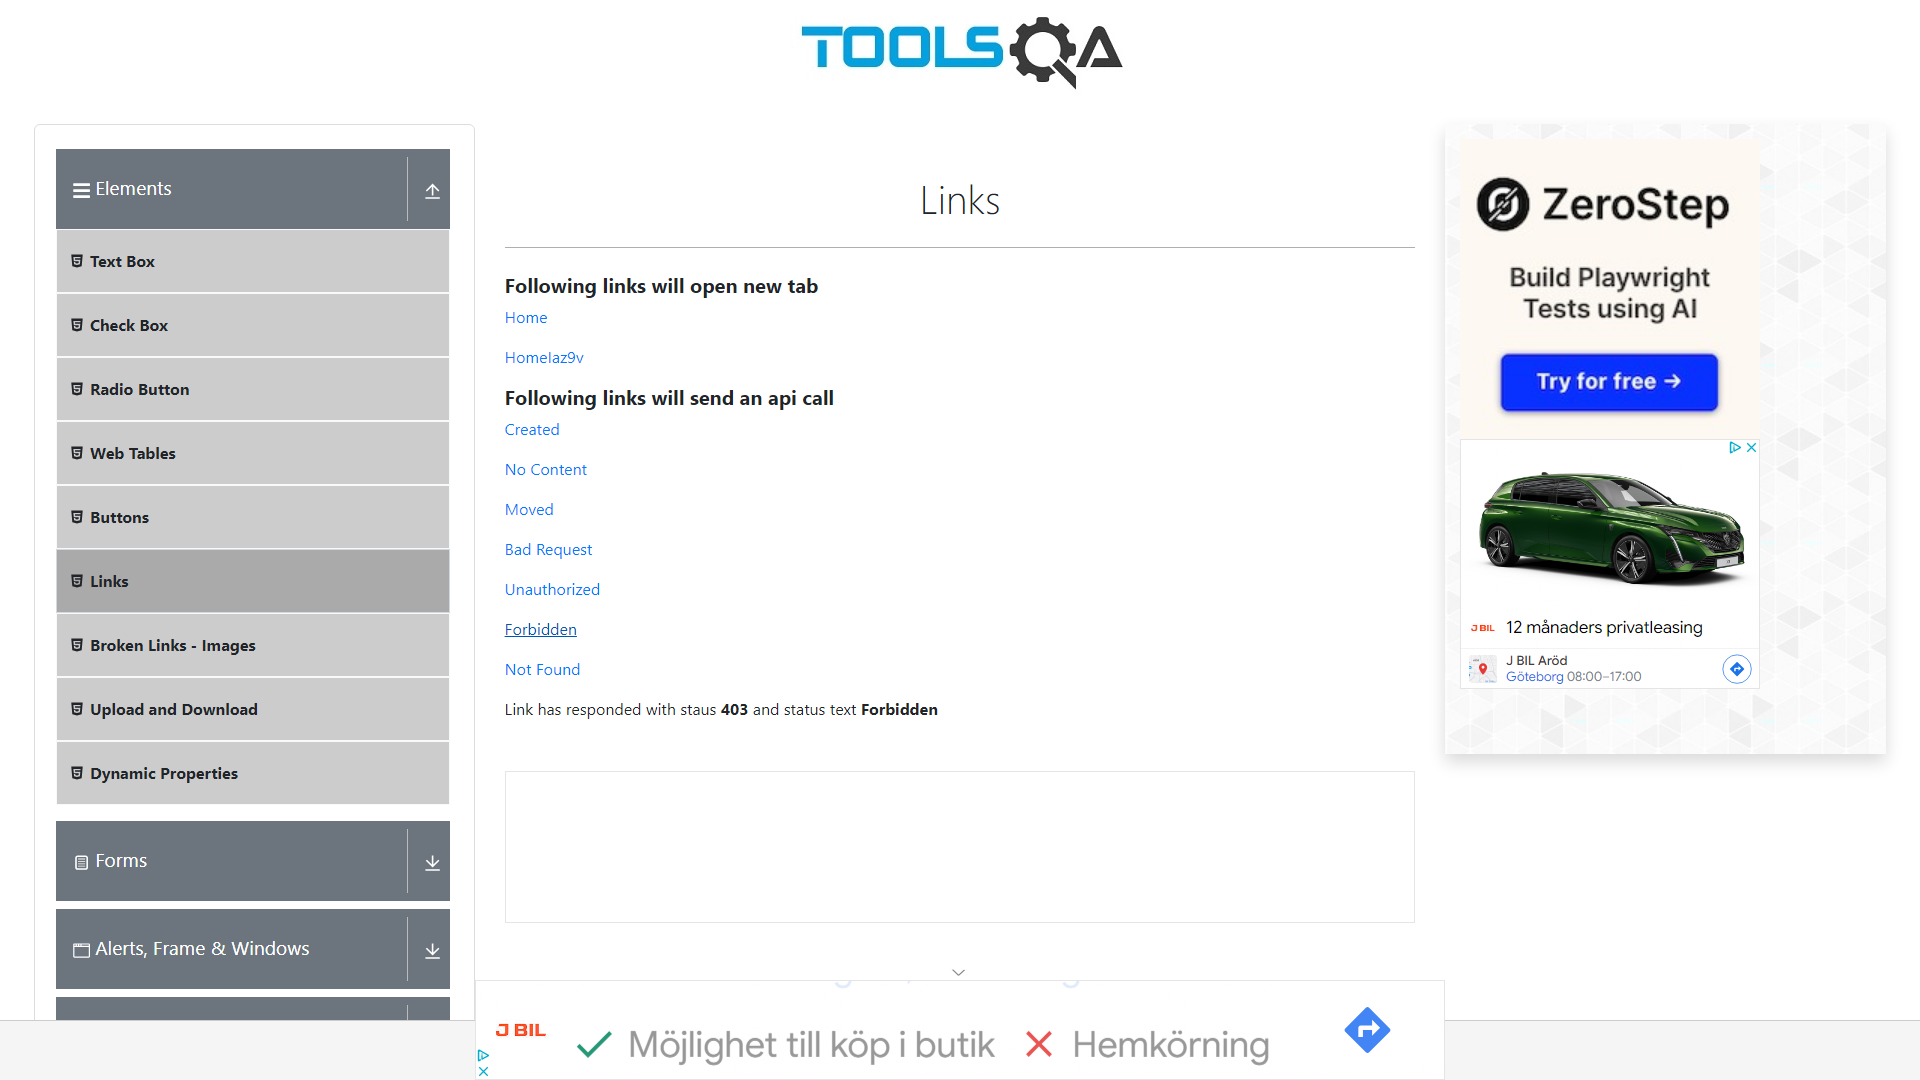 TOOLSQA
Elements
Text Box
Check Box
Radio Button
Web Tables
Buttons
Links
Broken Links - Images
Upload and Download
Dynamic Properties
Forms
Alerts, Frame & Windows
Links
Following links will open new tab
Home
HomeIaz9v
Following links will send an api call
Created
No Content
Moved
Bad Request
Unauthorized
Forbidden
Not Found
Link has responded with staus 403 and status text Forbidden
ZeroStep
Build Playwright
Tests using AI
Try for free →
J BIL 12 månaders privatleasing
J BIL Aröd
Göteborg 08:00–17:00
J BIL
Möjlighet till köp i butik Hemkörning